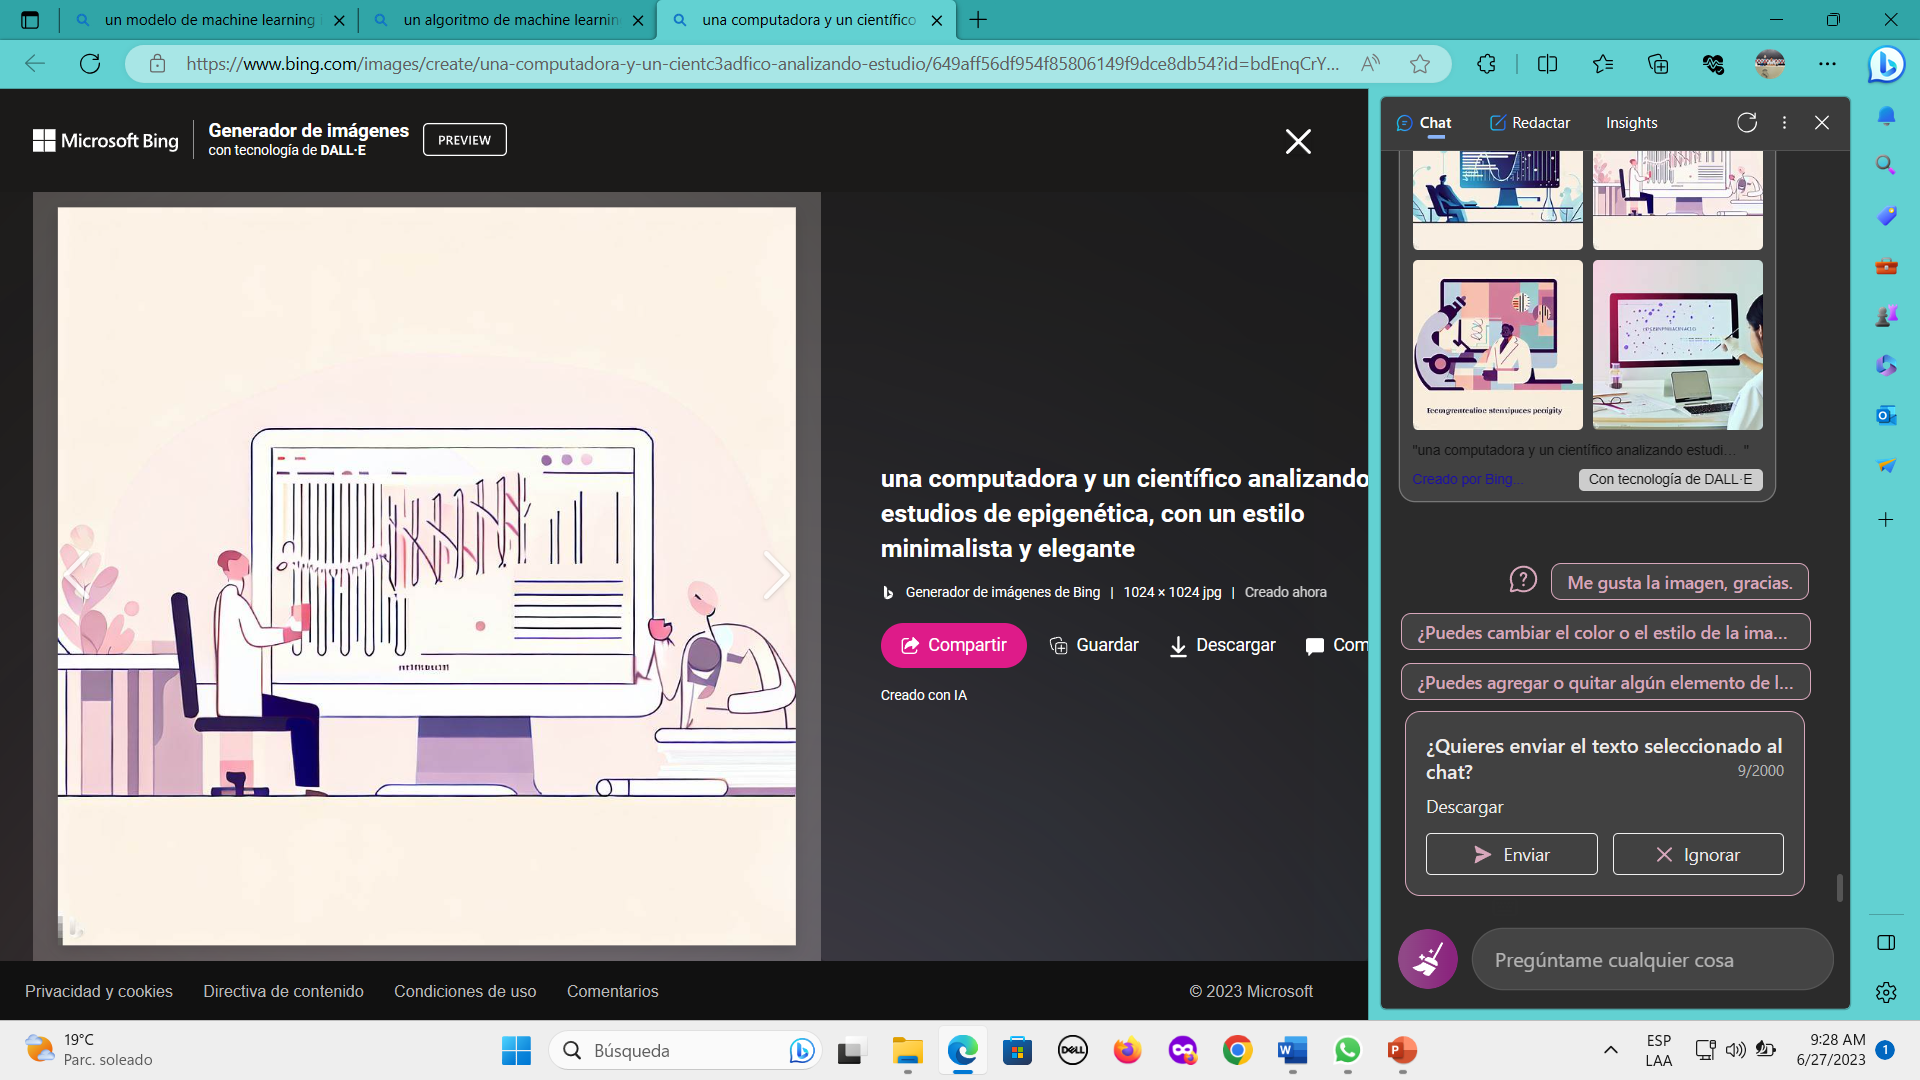 un modelo de machine learning
un algoritmo de machine learnin
una computadora y un científico
https://www.bing.com/images/create/una-computadora-y-un-cientc3adfico-analizando-estudio/649aff56df954f85806149f9dce8db54?id=bdEnqCrY...
Microsoft Bing
Generador de imágenes
con tecnología de DALL·E
PREVIEW
una computadora y un científico analizando
estudios de epigenética, con un estilo
minimalista y elegante
Generador de imágenes de Bing | 1024 × 1024 jpg | Creado ahora
Compartir
Guardar
Descargar
Com
Creado con IA
Privacidad y cookies
Directiva de contenido
Condiciones de uso
Comentarios
© 2023 Microsoft
Chat
Redactar
Insights
"una computadora y un científico analizando estudi... "
Creado por Bing...
Con tecnología de DALL·E
Me gusta la imagen, gracias.
¿Puedes cambiar el color o el estilo de la ima...
¿Puedes agregar o quitar algún elemento de l...
¿Quieres enviar el texto seleccionado al
chat?
9/2000
Descargar
Enviar
Ignorar
Pregúntame cualquier cosa
19°C
Parc. soleado
Búsqueda
DELL
ESP
LAA
9:28 AM
6/27/2023
1